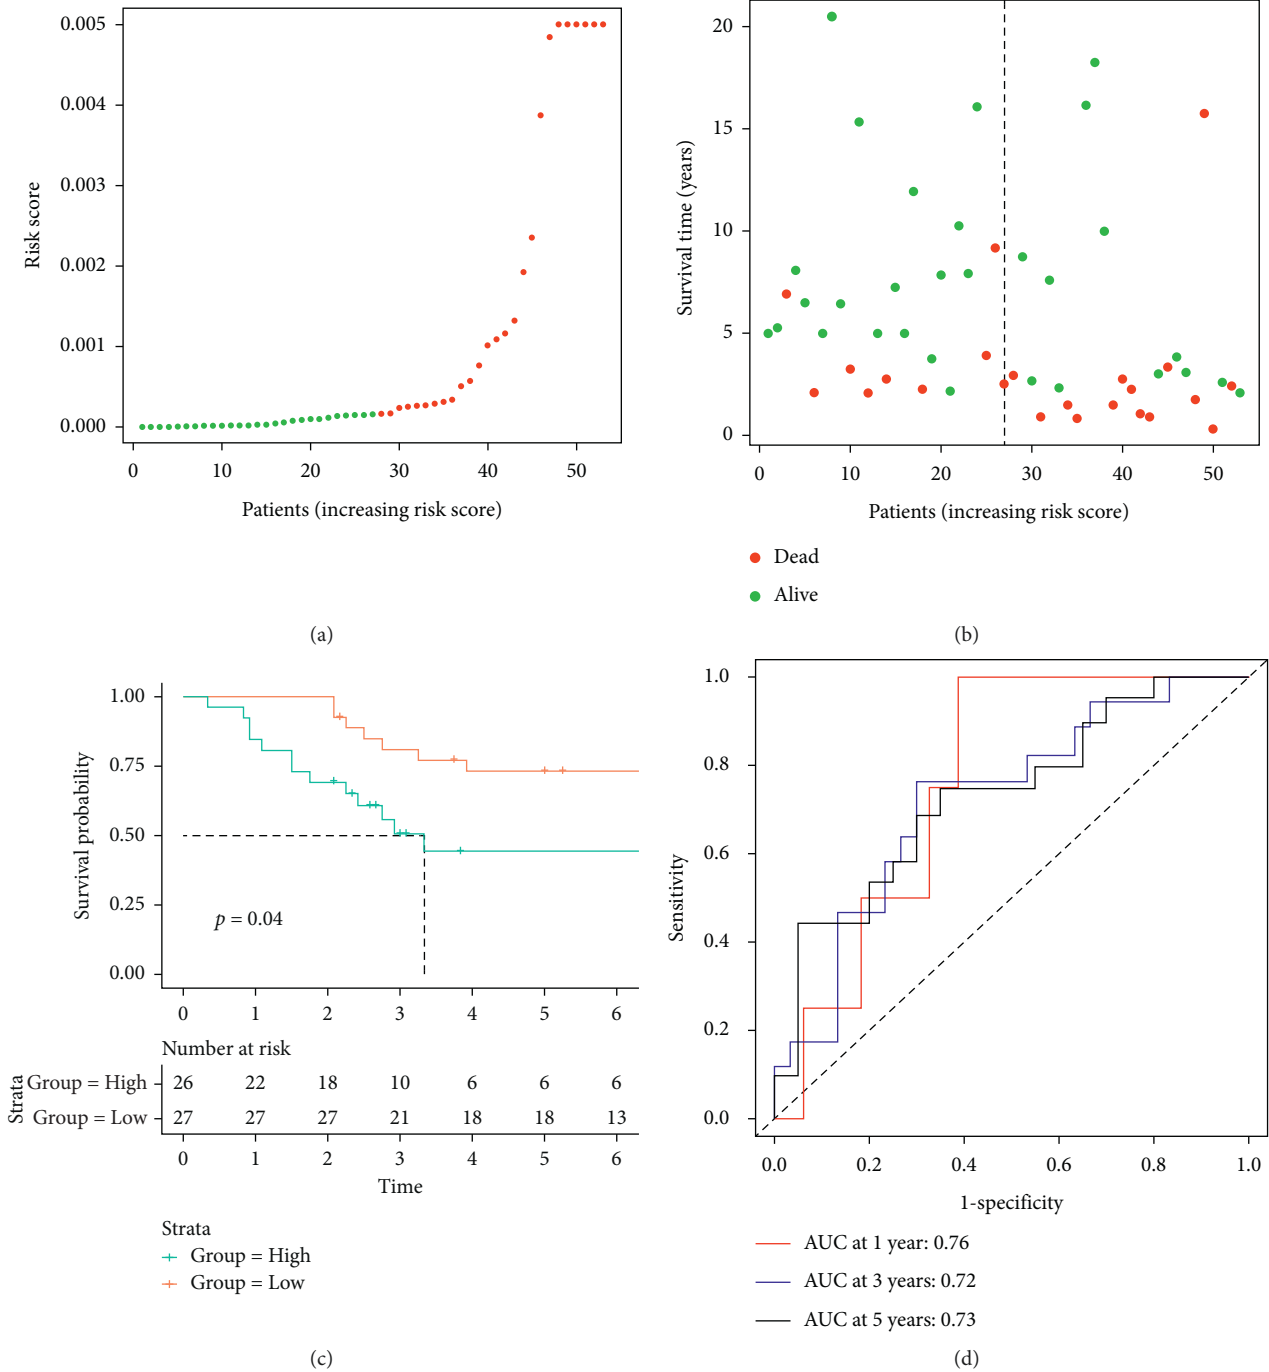 0.005
0.004
0.003
0.002
0.001
0.000
Risk score
0 10 20 30 40 50
Patients (increasing risk score)
(a)
20
15
10
5
0
Survival time (years)
0 10 20 30 40 50
Patients (increasing risk score)
Dead
Alive
(b)
1.00
0.75
0.50
0.25
0.00
Survival probability
p = 0.04
0 1 2 3 4 5 6
Number at risk
Strata
Group = High 26 22 18 10 6 6 6
Group = Low 27 27 27 21 18 18 13
0 1 2 3 4 5 6
Time
Strata
Group = High
Group = Low
(c)
1.0
0.8
0.6
0.4
0.2
0.0
Sensitivity
0.0 0.2 0.4 0.6 0.8 1.0
1-specificity
AUC at 1 year: 0.76
AUC at 3 years: 0.72
AUC at 5 years: 0.73
(d)